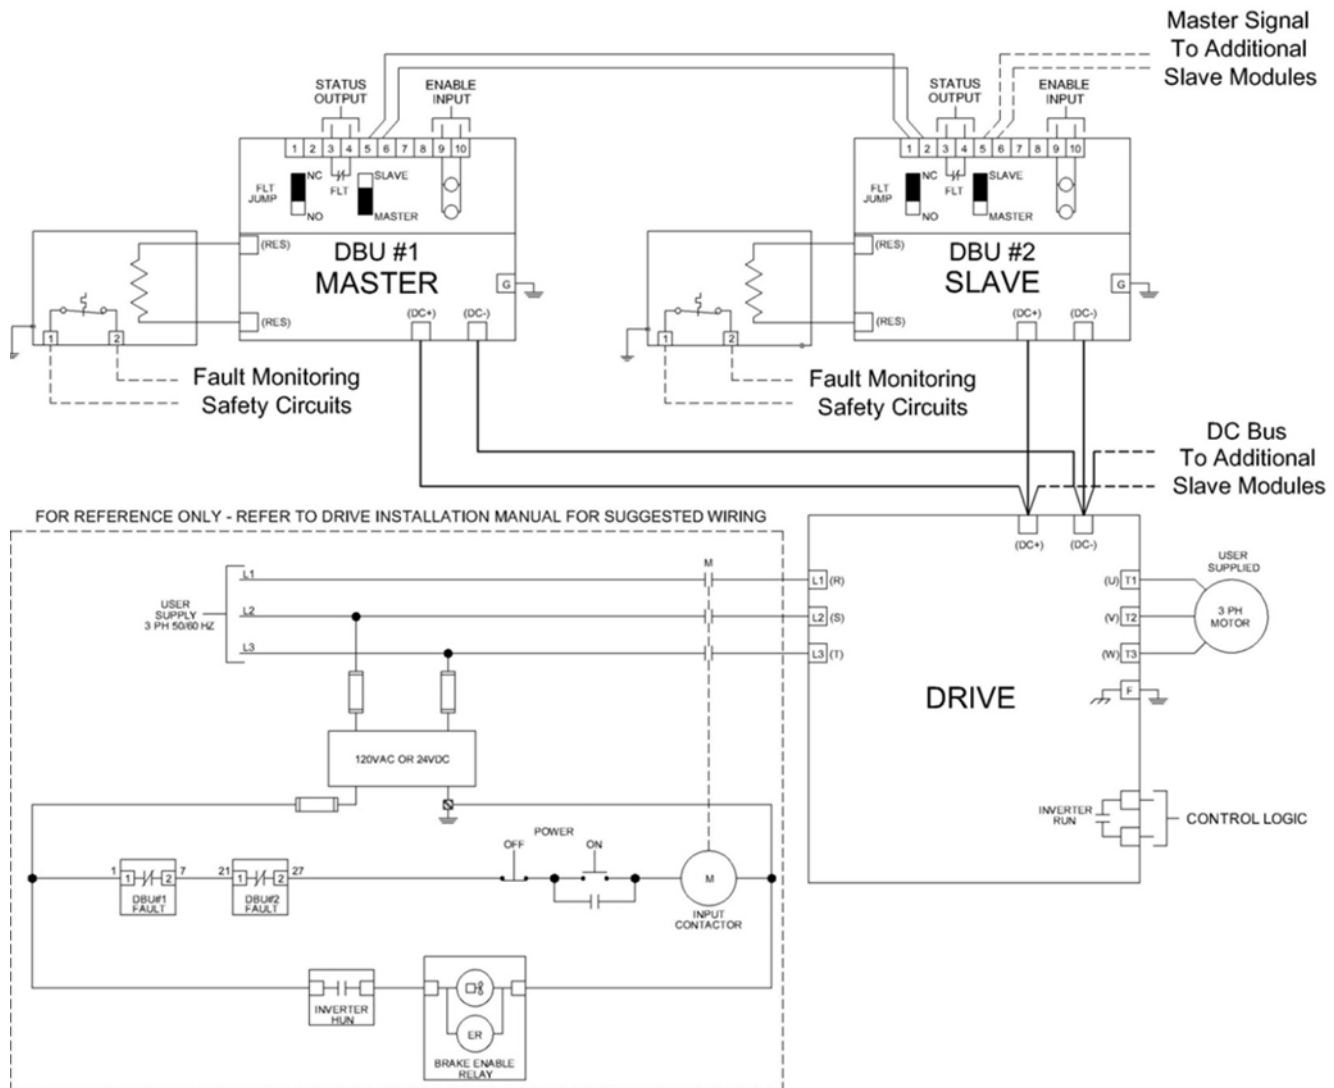 Master Signal
To Additional
Slave Modules
STATUS
OUTPUT
ENABLE
INPUT
STATUS
OUTPUT
ENABLE
INPUT
1 2 3 4 5 6 7 8 9 10
1 2 3 4 5 6 7 8 9 10
FLT
JUMP
NC
NO
FLT
SLAVE
MASTER
FLT
JUMP
NC
NO
FLT
SLAVE
MASTER
(RES)
DBU #1
MASTER
G
(RES)
(DC+)
(DC-)
1
2
(RES)
DBU #2
SLAVE
G
(RES)
(DC+)
(DC-)
1
2
Fault Monitoring
Safety Circuits
Fault Monitoring
Safety Circuits
DC Bus
To Additional
Slave Modules
FOR REFERENCE ONLY - REFER TO DRIVE INSTALLATION MANUAL FOR SUGGESTED WIRING
(DC+)
(DC-)
USER
SUPPLY
3 PH 50/60 HZ
L1
L2
L3
M
L1 (R)
L2 (S)
L3 (T)
(U) T1
(V) T2
(W) T3
F
USER
SUPPLIED
3 PH
MOTOR
DRIVE
120VAC OR 24VDC
INVERTER
RUN
CONTROL LOGIC
POWER
OFF
ON
1 1 2 7
DBU#1
FAULT
21 1 2 27
DBU#2
FAULT
M
INPUT
CONTACTOR
INVERTER
HUN
ER
BRAKE ENABLE
RELAY